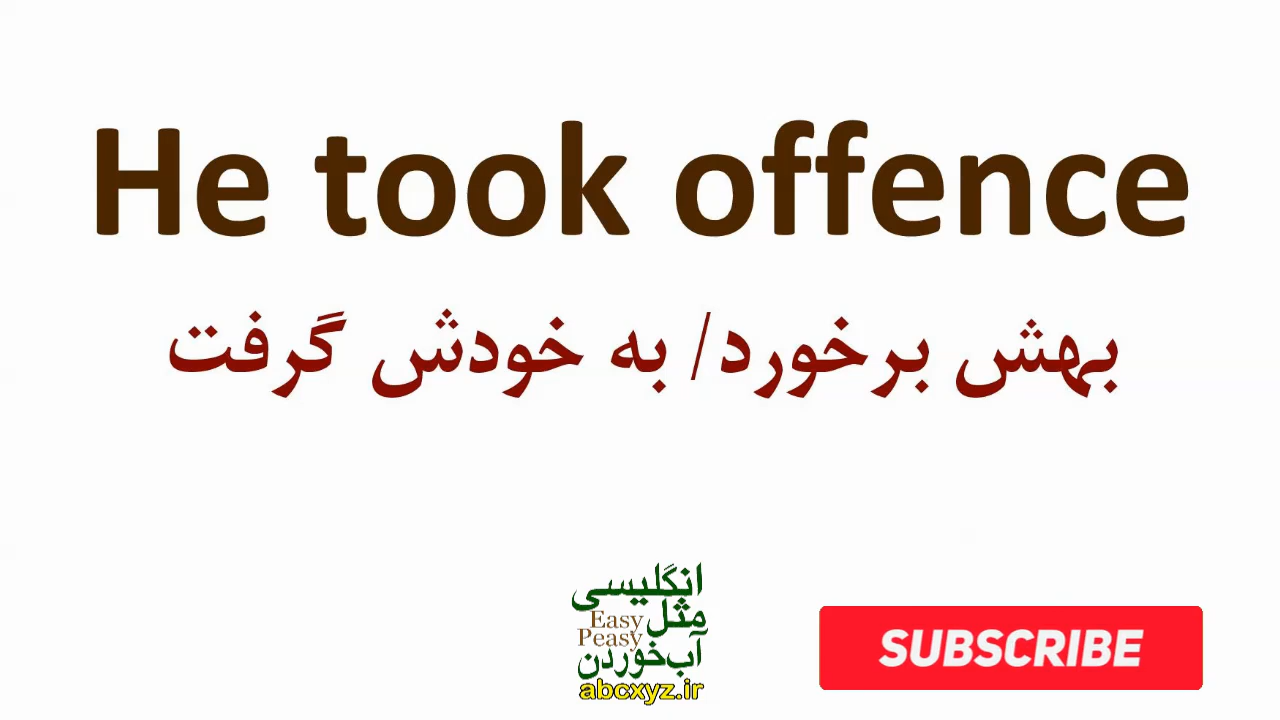 He took offence
بهش برخورد/ به خودش گرفت
انگلیسی
مثل
Easy
Peasy
آب‌خوردن
abcxyz.ir
SUBSCRIBE